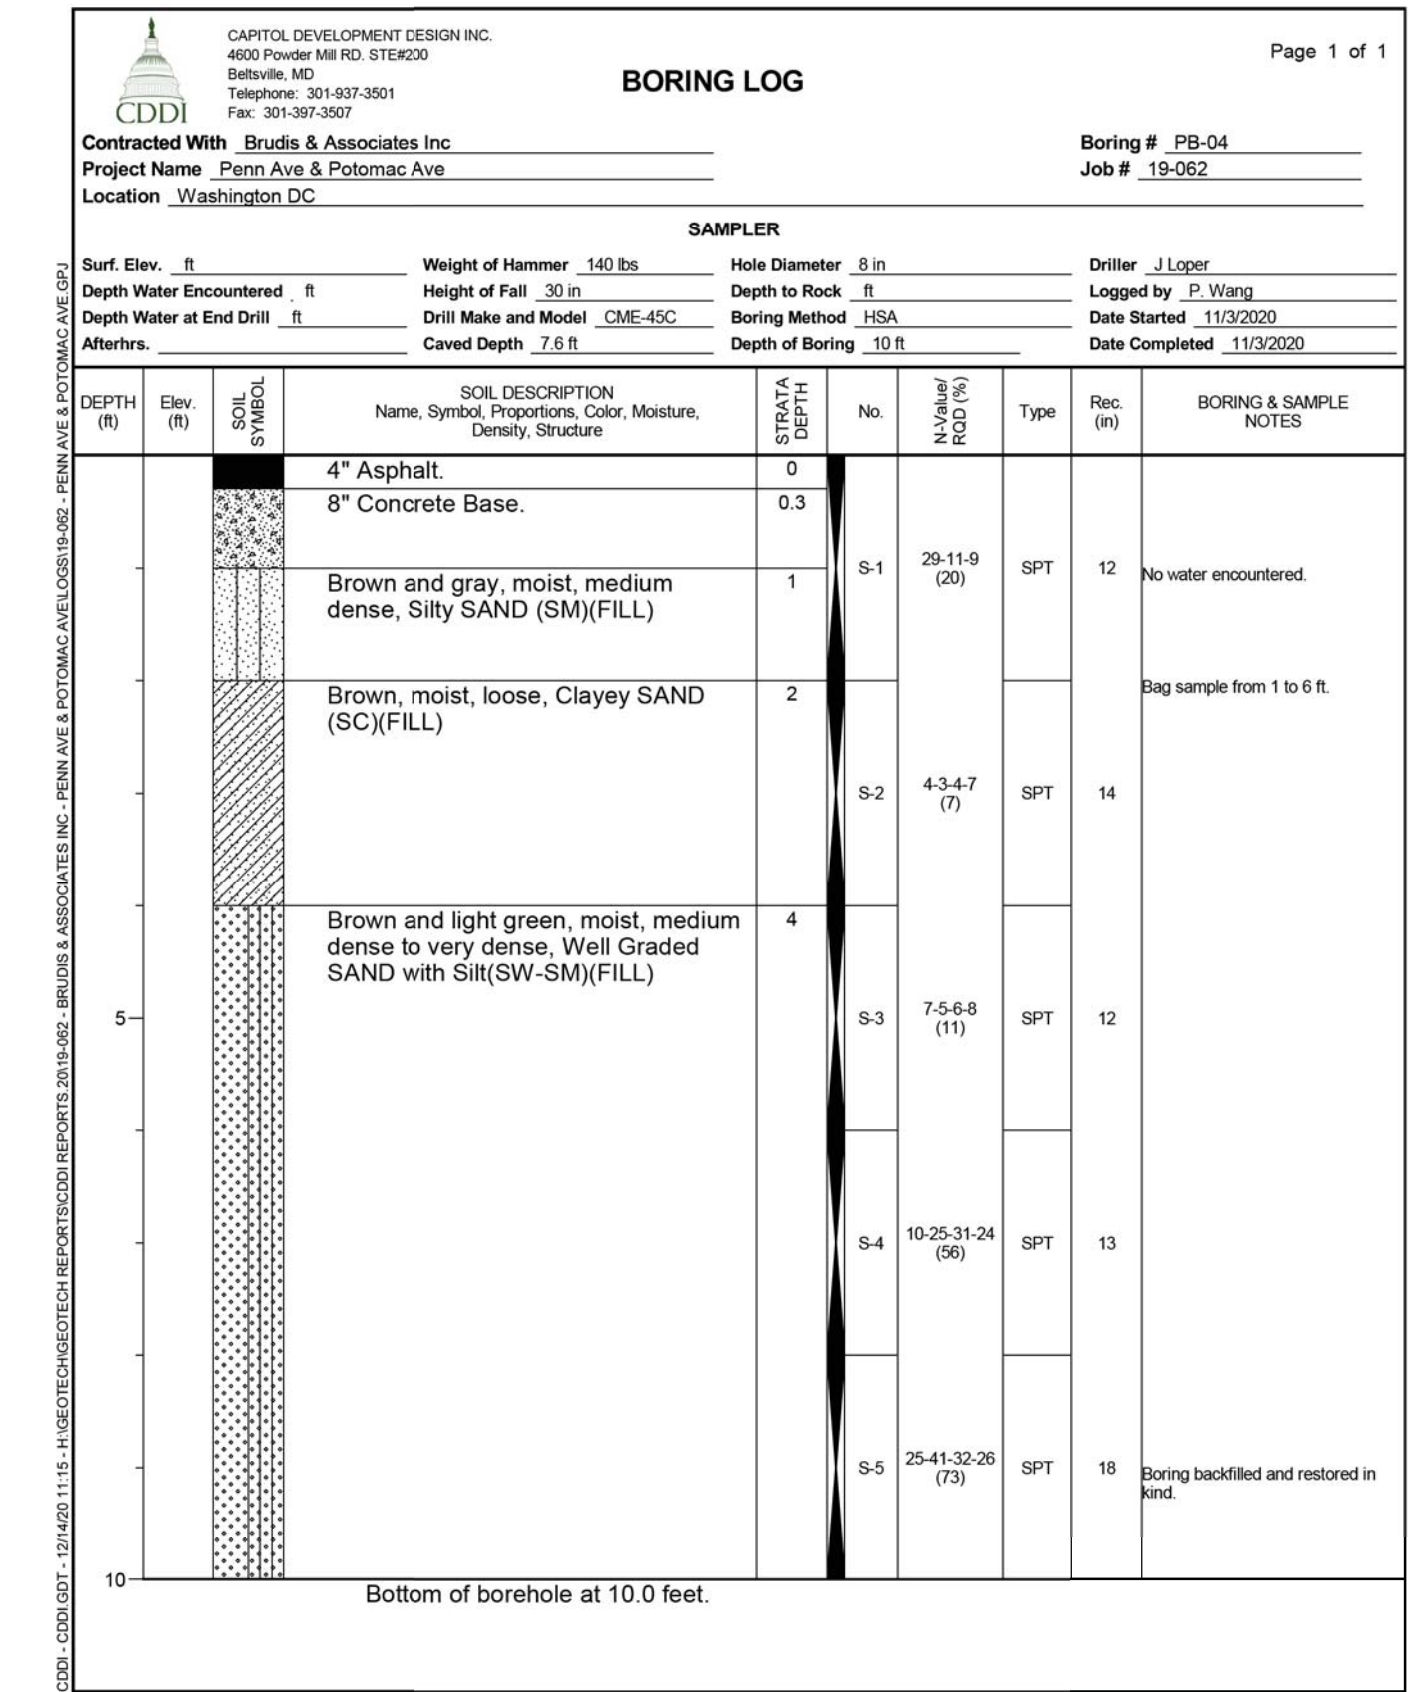 CAPITOL DEVELOPMENT DESIGN INC.
4600 Powder Mill RD. STE#200
Beltsville, MD
Telephone: 301-937-3501
Fax: 301-397-3507
CDDI
BORING LOG
Page 1 of 1
Contracted With Brudis & Associates Inc
Boring # PB-04
Project Name Penn Ave & Potomac Ave
Job # 19-062
Location Washington DC
SAMPLER
Surf. Elev. ft
Weight of Hammer 140 lbs
Hole Diameter 8 in
Driller J Loper
Depth Water Encountered ft
Height of Fall 30 in
Depth to Rock ft
Logged by P. Wang
Depth Water at End Drill ft
Drill Make and Model CME-45C
Boring Method HSA
Date Started 11/3/2020
Afterhrs.
Caved Depth 7.6 ft
Depth of Boring 10 ft
Date Completed 11/3/2020
DEPTH
(ft)
Elev.
(ft)
SOIL
SYMBOL
SOIL DESCRIPTION
Name, Symbol, Proportions, Color, Moisture,
Density, Structure
STRATA
DEPTH
No.
N-Value/
RQD (%)
Type
Rec.
(in)
BORING & SAMPLE
NOTES
4" Asphalt.
0
8" Concrete Base.
0.3
S-1
29-11-9
(20)
SPT
12
No water encountered.
Brown and gray, moist, medium
dense, Silty SAND (SM)(FILL)
1
Brown, moist, loose, Clayey SAND
(SC)(FILL)
2
Bag sample from 1 to 6 ft.
S-2
4-3-4-7
(7)
SPT
14
Brown and light green, moist, medium
dense to very dense, Well Graded
SAND with Silt(SW-SM)(FILL)
4
5
S-3
7-5-6-8
(11)
SPT
12
S-4
10-25-31-24
(56)
SPT
13
S-5
25-41-32-26
(73)
SPT
18
Boring backfilled and restored in
kind.
10
Bottom of borehole at 10.0 feet.
CDDI - CDDI.GDT - 12/14/20 11:15 - H:\GEOTECH\GEOTECH REPORTS\CDDI REPORTS.20\19-062 - BRUDIS & ASSOCIATES INC - PENN AVE & POTOMAC AVE\LOGS\19-062 - PENN AVE & POTOMAC AVE.GPJ